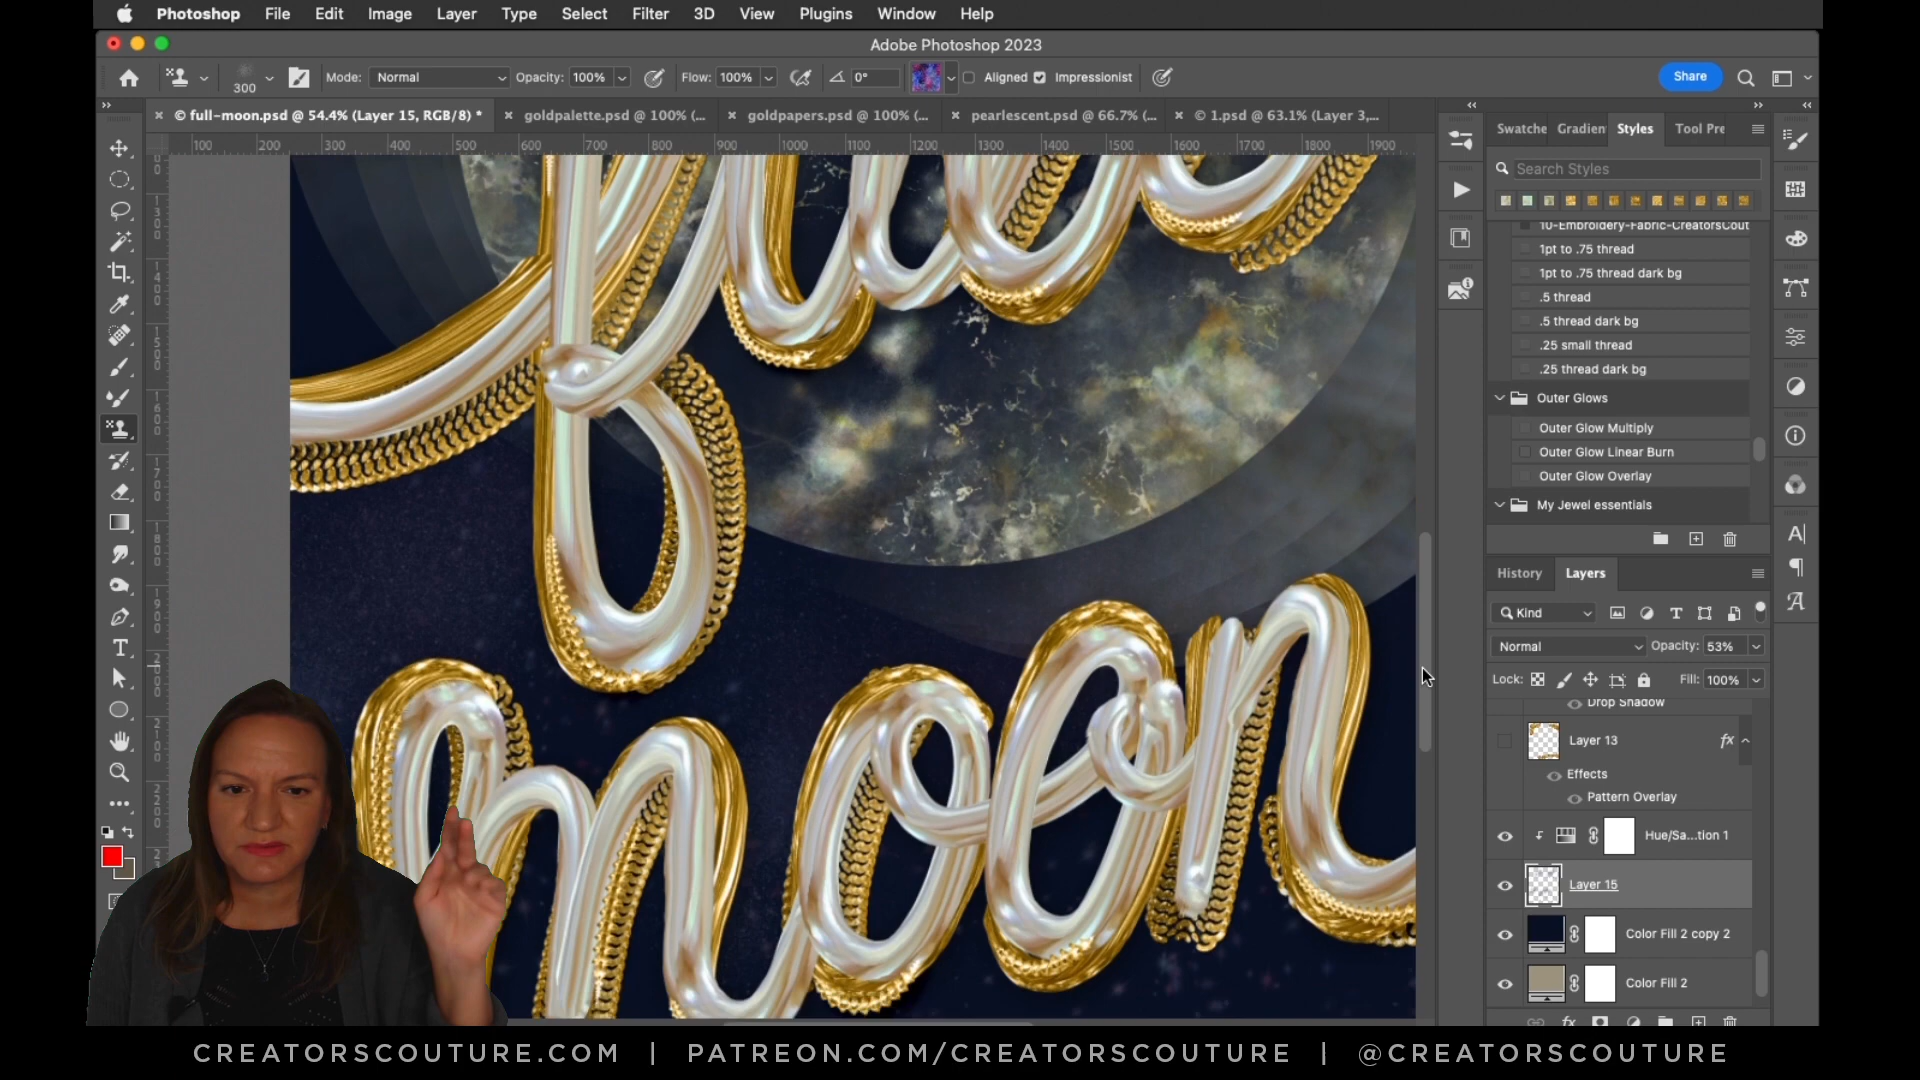 Photoshop File Edit Image Layer Type Select Filter 3D View Plugins Window Help
Adobe Photoshop 2023
300 Mode: Normal Opacity: 100% Flow: 100% 0° Aligned Impressionist Share
© full-moon.psd @ 54.4% (Layer 15, RGB/8) * goldpalette.psd @ 100% (... goldpapers.psd @ 100% (... pearlescent.psd @ 66.7% (... © 1.psd @ 63.1% (Layer 3,...
100 200 300 400 500 600 700 800 900 1000 1100 1200 1300 1400 1500 1600 1700 1800 1900
Swatche Gradien Styles Tool Pre
Search Styles
10-Embroidery-Fabric-CreatorsCout
1pt to .75 thread
1pt to .75 thread dark bg
.5 thread
.5 thread dark bg
.25 small thread
.25 thread dark bg
Outer Glows
Outer Glow Multiply
Outer Glow Linear Burn
Outer Glow Overlay
My Jewel essentials
History Layers
Kind
Normal Opacity: 53%
Lock: Fill: 100%
Drop Shadow
Layer 13 fx
Effects
Pattern Overlay
Hue/Sa...tion 1
Layer 15
Color Fill 2 copy 2
Color Fill 2
moon
CREATORSCOUTURE.COM | PATREON.COM/CREATORSCOUTURE | @CREATORSCOUTURE